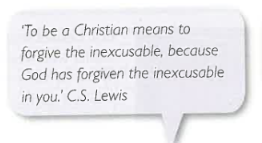 'To be a Christian means to
forgive the inexcusable, because
God has forgiven the inexcusable
in you.' C.S. Lewis